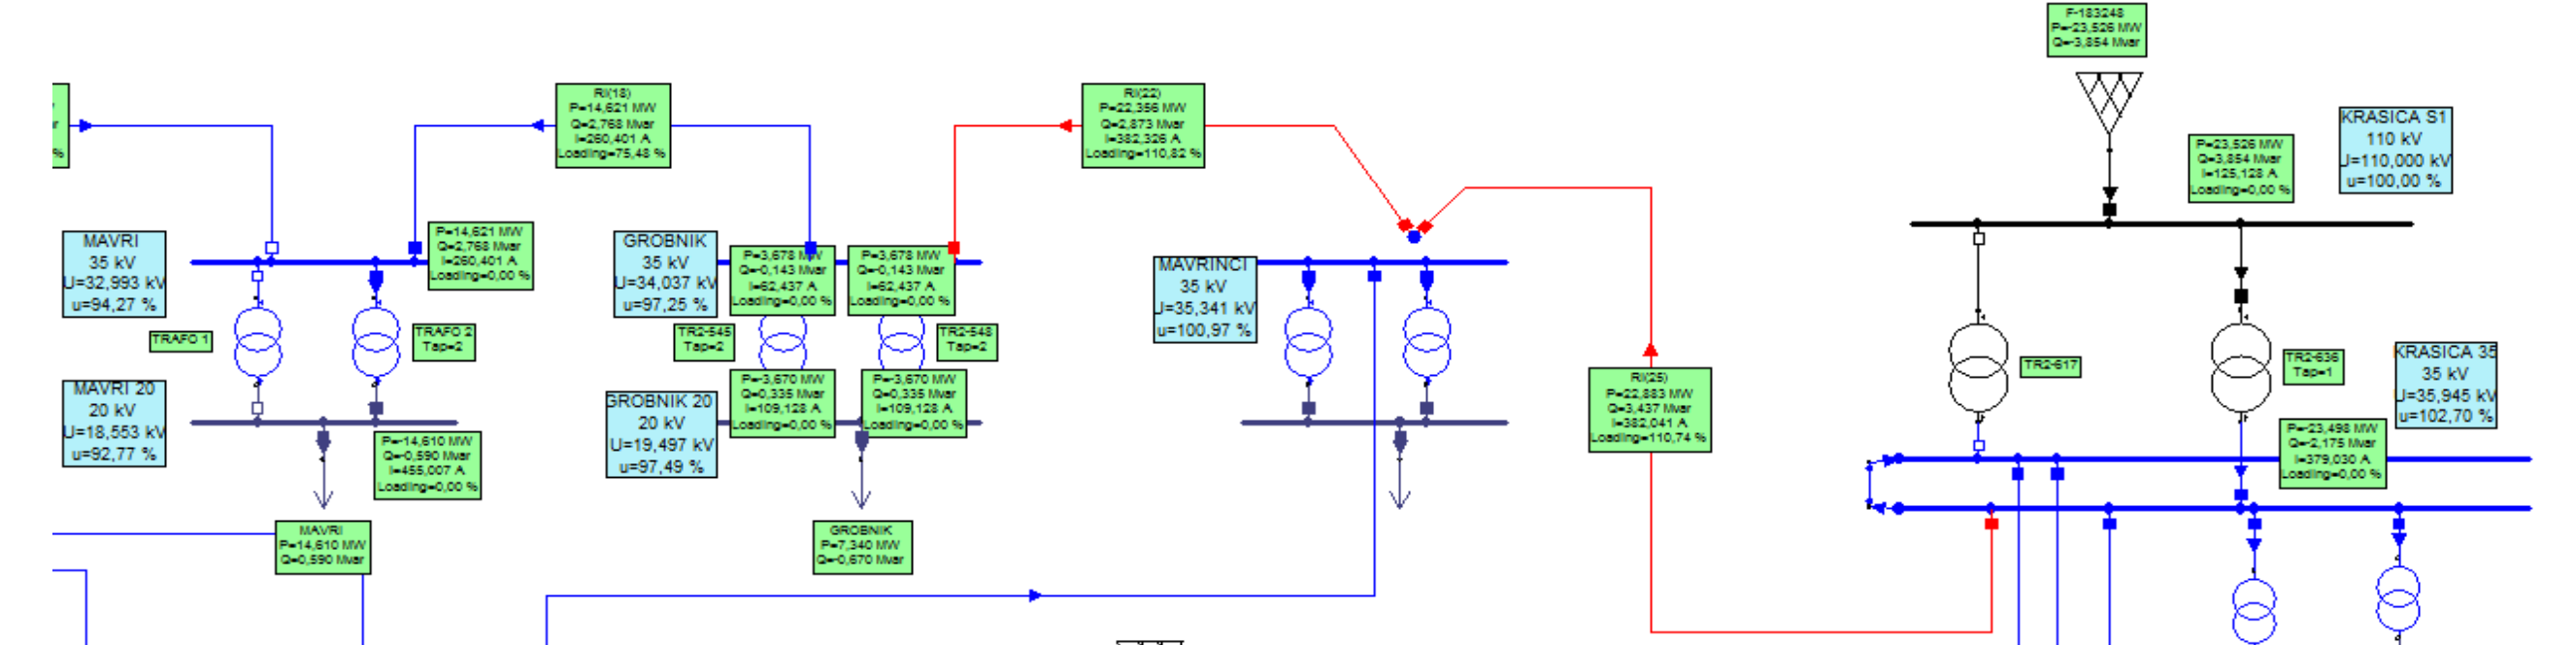 F-183248
P=-23,526 MW
Q=-3,854 Mvar
RI(18)
P=14,621 MW
Q=2,768 Mvar
I=260,401 A
Loading=75,48 %
RI(22)
P=22,356 MW
Q=2,873 Mvar
I=382,326 A
Loading=110,82 %
%
KRASICA S1
110 kV
U=110,000 kV
u=100,00 %
P=23,526 MW
Q=3,854 Mvar
I=125,128 A
Loading=0,00 %
MAVRI
35 kV
U=32,993 kV
u=94,27 %
P=14,621 MW
Q=2,768 Mvar
I=260,401 A
Loading=0,00 %
GROBNIK
35 kV
U=34,037 kV
u=97,25 %
P=3,678 MW
Q=-0,143 Mvar
I=62,437 A
Loading=0,00 %
P=3,678 MW
Q=-0,143 Mvar
I=62,437 A
Loading=0,00 %
MAVRINCI
35 kV
U=35,341 kV
u=100,97 %
TRAFO 1
TRAFO 2
Tap=2
TR2-545
Tap=2
TR2-548
Tap=2
TR2-617
TR2-636
Tap=1
KRASICA 35
35 kV
U=35,945 kV
u=102,70 %
MAVRI 20
20 kV
U=18,553 kV
u=92,77 %
GROBNIK 20
20 kV
U=19,497 kV
u=97,49 %
P=-3,670 MW
Q=0,335 Mvar
I=109,128 A
Loading=0,00 %
P=-3,670 MW
Q=0,335 Mvar
I=109,128 A
Loading=0,00 %
RI(25)
P=22,883 MW
Q=3,437 Mvar
I=382,041 A
Loading=110,74 %
P=-23,498 MW
Q=-2,175 Mvar
I=379,030 A
Loading=0,00 %
P=-14,610 MW
Q=-0,590 Mvar
I=455,007 A
Loading=0,00 %
MAVRI
P=14,610 MW
Q=0,590 Mvar
GROBNIK
P=7,340 MW
Q=-0,670 Mvar